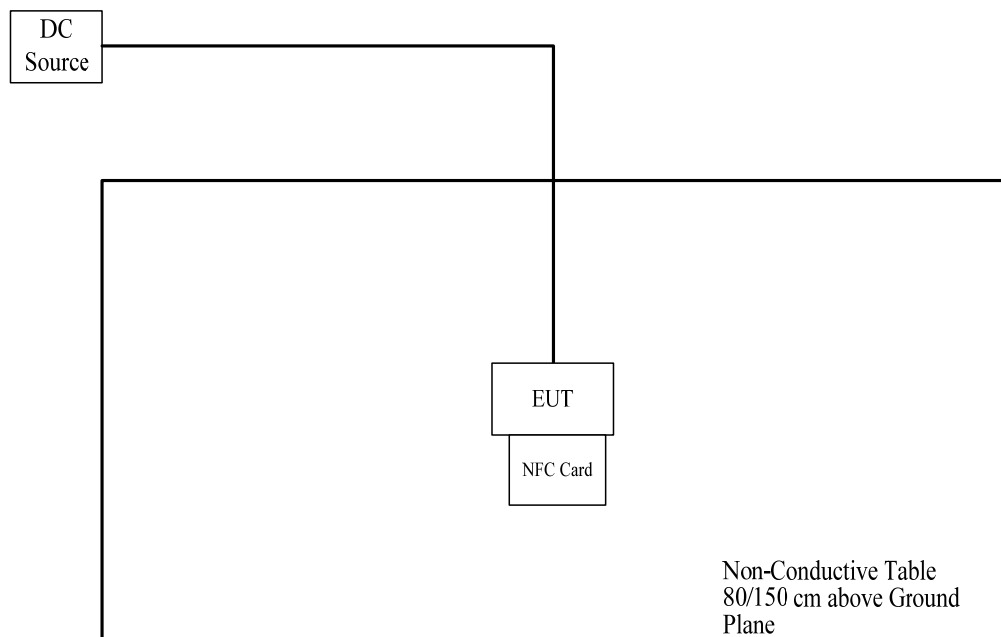 DC
Source
EUT
NFC Card
Non-Conductive Table
80/150 cm above Ground
Plane